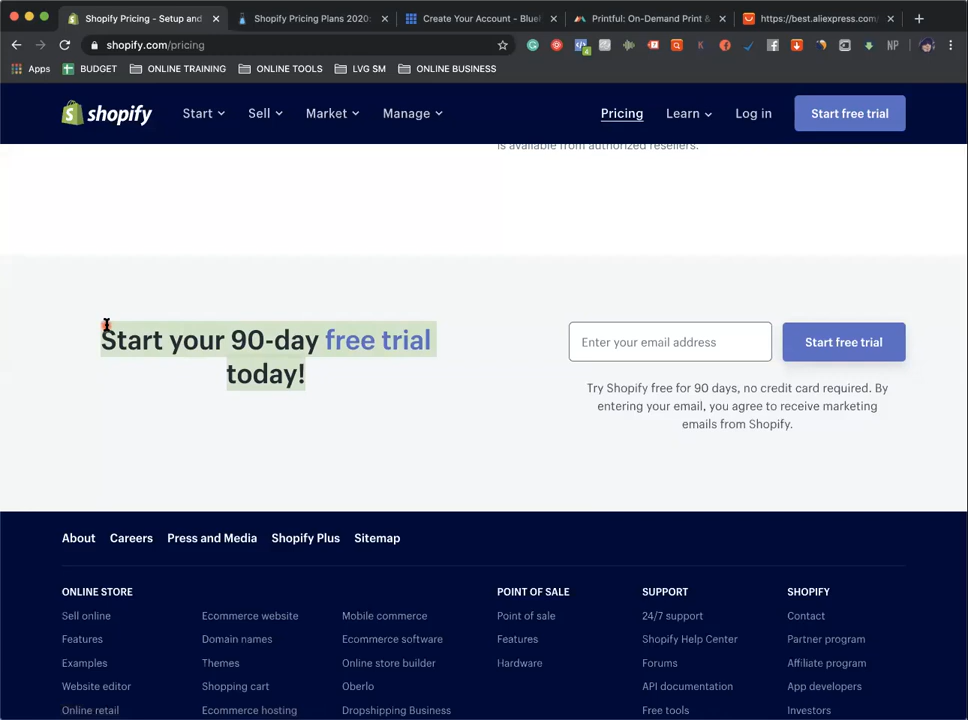 Shopify Pricing - Setup and
Shopify Pricing Plans 2020:
Create Your Account - Blue
Printful: On-Demand Print &
https://best.aliexpress.com/
shopify.com/pricing
4
NP
Apps
BUDGET
ONLINE TRAINING
ONLINE TOOLS
LVG SM
ONLINE BUSINESS
shopify
Start
Sell
Market
Manage
Pricing
Learn
Log in
Start free trial
is available from authorized resellers.
Start your 90-day free trial
today!
Enter your email address
Start free trial
Try Shopify free for 90 days, no credit card required. By
entering your email, you agree to receive marketing
emails from Shopify.
About
Careers
Press and Media
Shopify Plus
Sitemap
ONLINE STORE
Sell online
Features
Examples
Website editor
Online retail
Ecommerce website
Domain names
Themes
Shopping cart
Ecommerce hosting
Mobile commerce
Ecommerce software
Online store builder
Oberlo
Dropshipping Business
POINT OF SALE
Point of sale
Features
Hardware
SUPPORT
24/7 support
Shopify Help Center
Forums
API documentation
Free tools
SHOPIFY
Contact
Partner program
Affiliate program
App developers
Investors